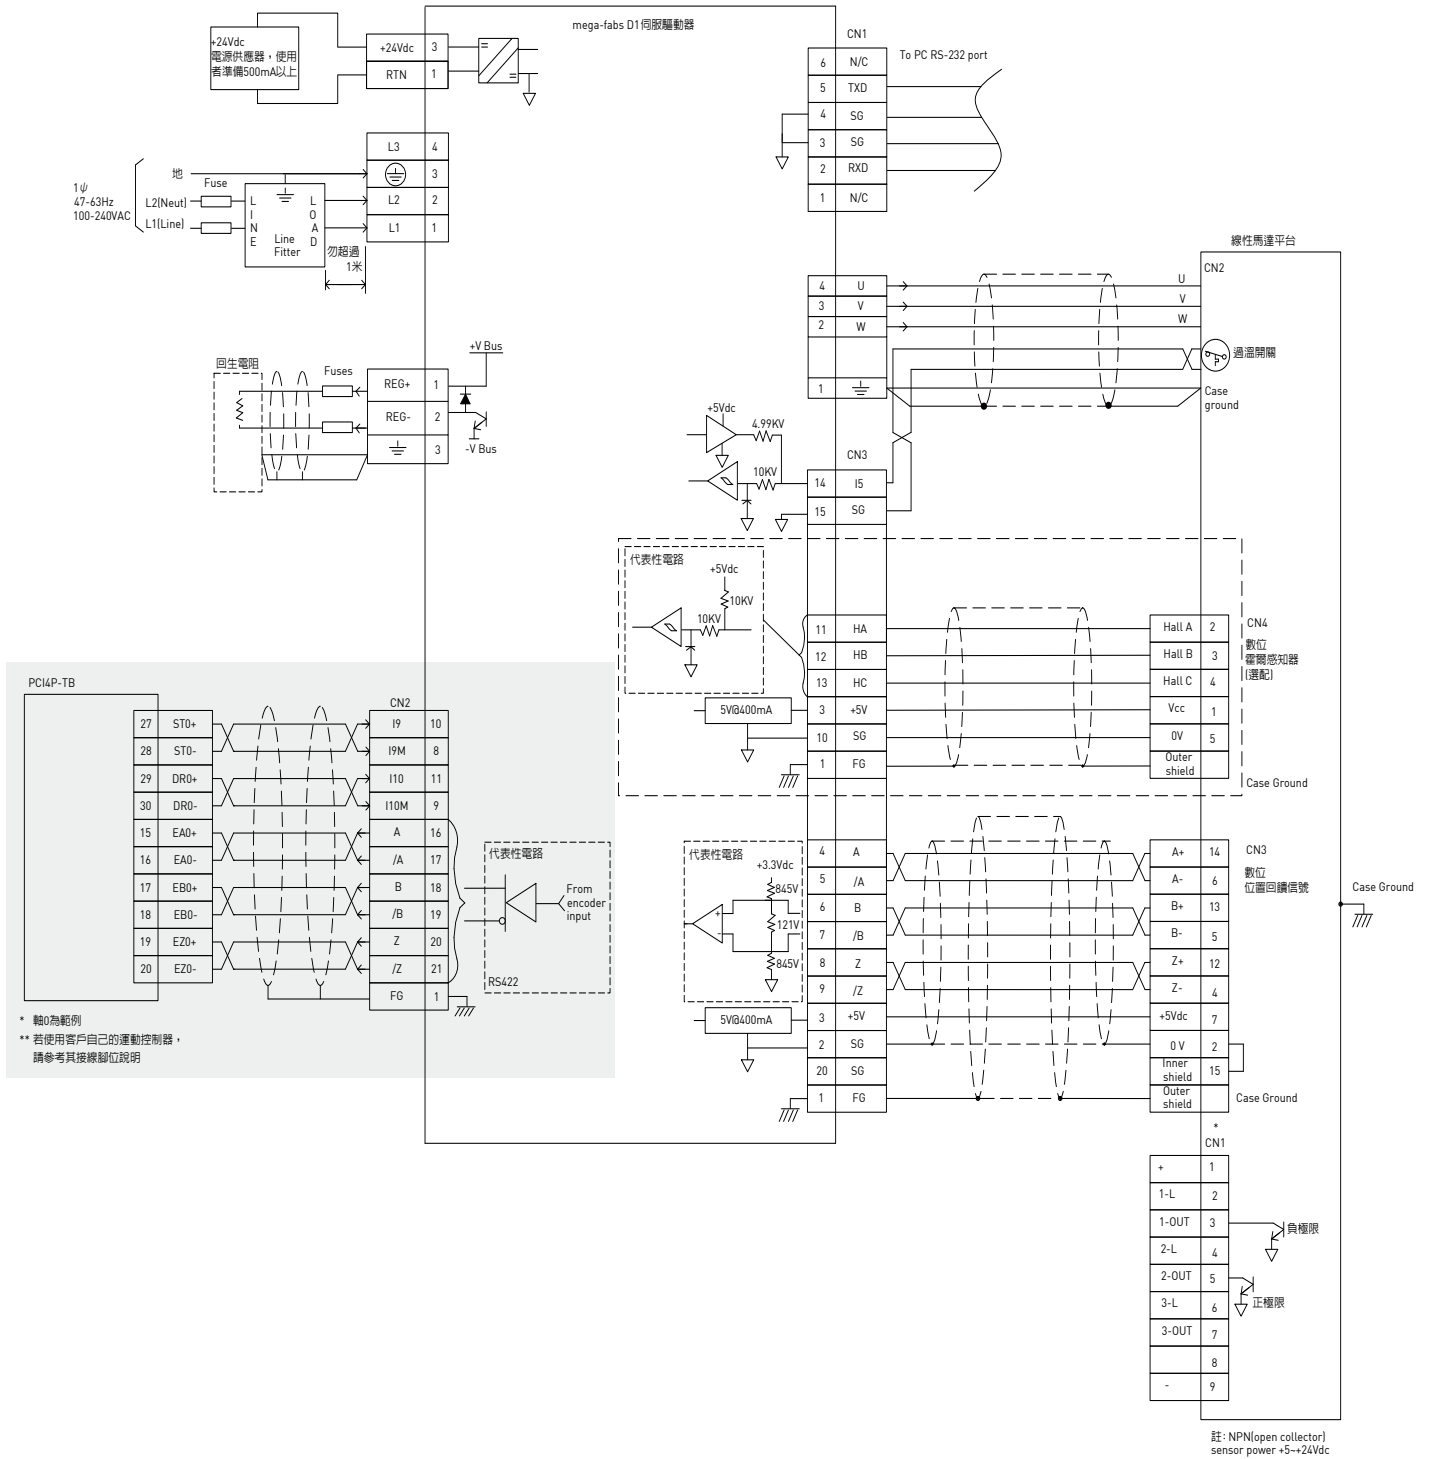 mega-fabs D1伺服驅動器
+24Vdc
電源供應器，使用
者準備500mA以上
+24Vdc 3
RTN 1
L3 4
3
L2 2
L1 1
地
1ψ
47-63Hz
100-240VAC
Fuse
L2(Neut)
L1(Line)
LINE
LOAD
Line
Fitter
勿超過
1米
回生電阻
Fuses
REG+ 1
REG- 2
3
+V Bus
-V Bus
CN1
To PC RS-232 port
6 N/C
5 TXD
4 SG
3 SG
2 RXD
1 N/C
4 U
3 V
2 W
1
線性馬達平台
CN2
U
V
W
過溫開關
Case
ground
+5Vdc
4.99KV
10KV
CN3
14 I5
15 SG
代表性電路
+5Vdc
10KV
10KV
11 HA
12 HB
13 HC
5V@400mA
3 +5V
10 SG
1 FG
Hall A 2
Hall B 3
Hall C 4
Vcc 1
0V 5
Outer
shield
CN4
數位
霍爾感知器
(選配)
Case Ground
PCI4P-TB
27 ST0+
28 ST0-
29 DR0+
30 DR0-
15 EA0+
16 EA0-
17 EB0+
18 EB0-
19 EZ0+
20 EZ0-
CN2
I9 10
I9M 8
I10 11
I10M 9
A 16
/A 17
B 18
/B 19
Z 20
/Z 21
FG 1
代表性電路
From
encoder
input
RS422
* 軸0為範例
** 若使用客戶自己的運動控制器，
請參考其接線腳位說明
代表性電路
+3.3Vdc
845V
+
121V
-
845V
5V@400mA
4 A
5 /A
6 B
7 /B
8 Z
9 /Z
3 +5V
2 SG
20 SG
1 FG
A+ 14
A- 6
B+ 13
B- 5
Z+ 12
Z- 4
+5Vdc 7
0 V 2
Inner
shield 15
Outer
shield
CN3
數位
位置回饋信號
Case Ground
Case Ground
*
CN1
+ 1
1-L 2
1-OUT 3
2-L 4
2-OUT 5
3-L 6
3-OUT 7
8
- 9
負極限
正極限
註：NPN(open collector)
sensor power +5~+24Vdc